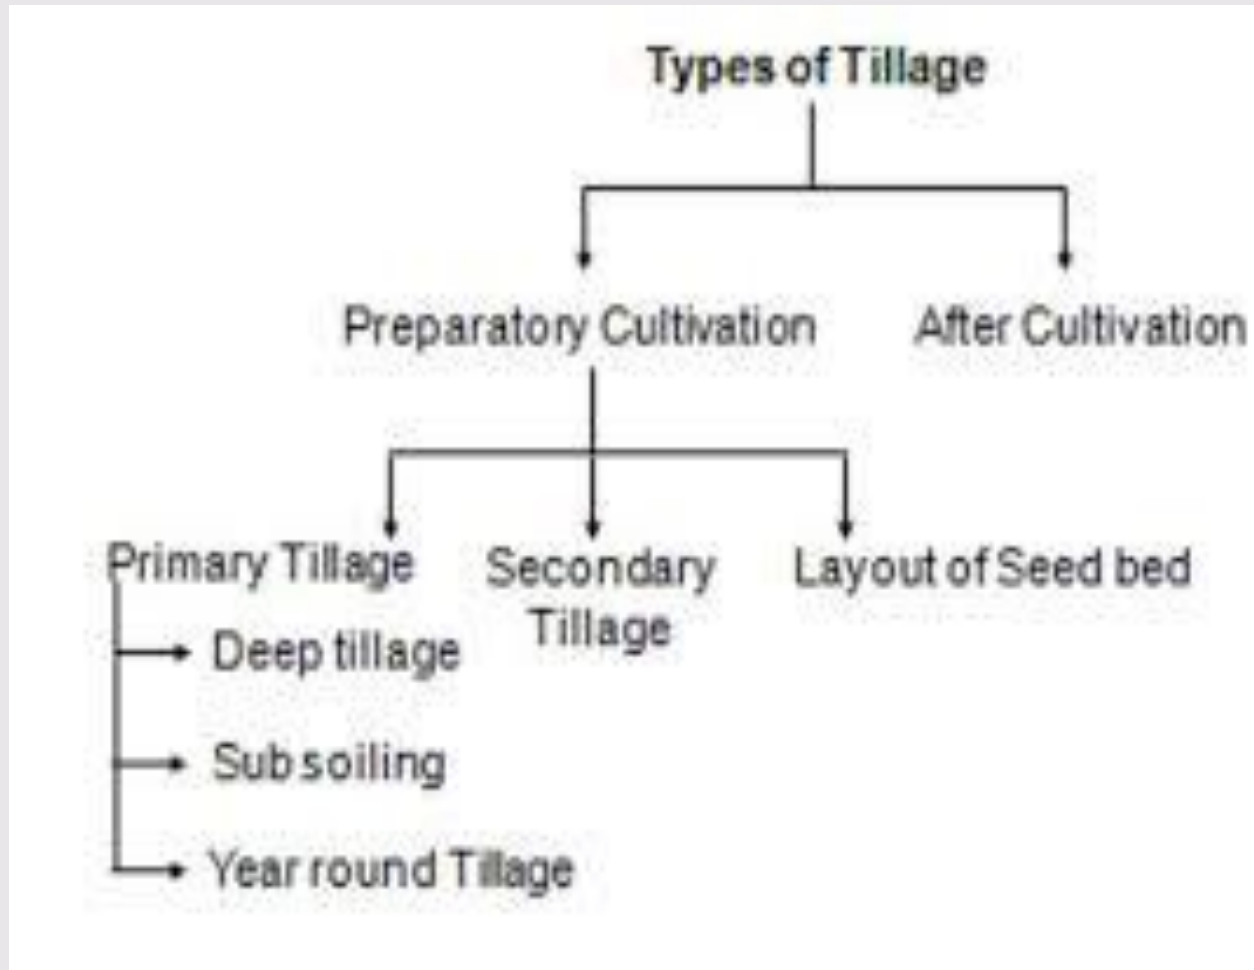 Types of Tillage
Preparatory Cultivation
After Cultivation
Primary Tillage
Secondary
Tillage
Layout of Seed bed
Deep tillage
Sub soiling
Year round Tillage